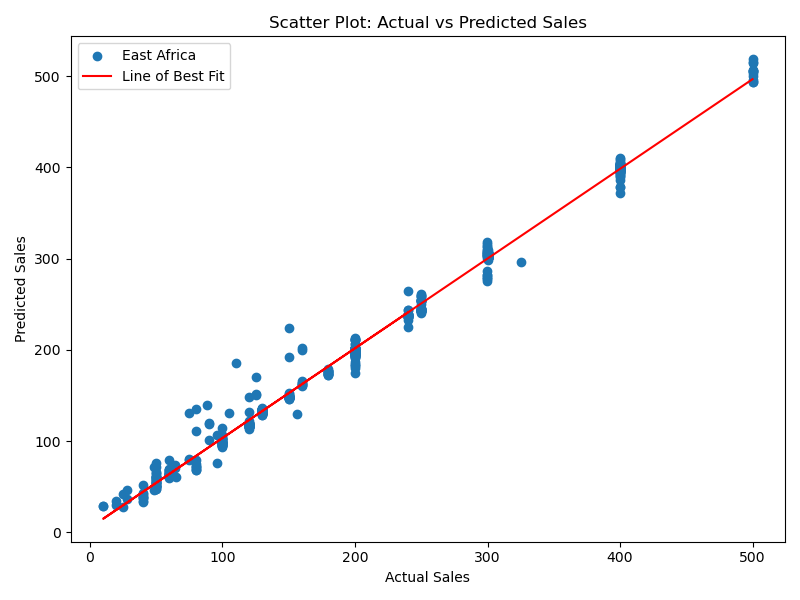 Scatter Plot: Actual vs Predicted Sales
East Africa
Line of Best Fit
500
400
300
200
100
0
Predicted Sales
0 100 200 300 400 500
Actual Sales